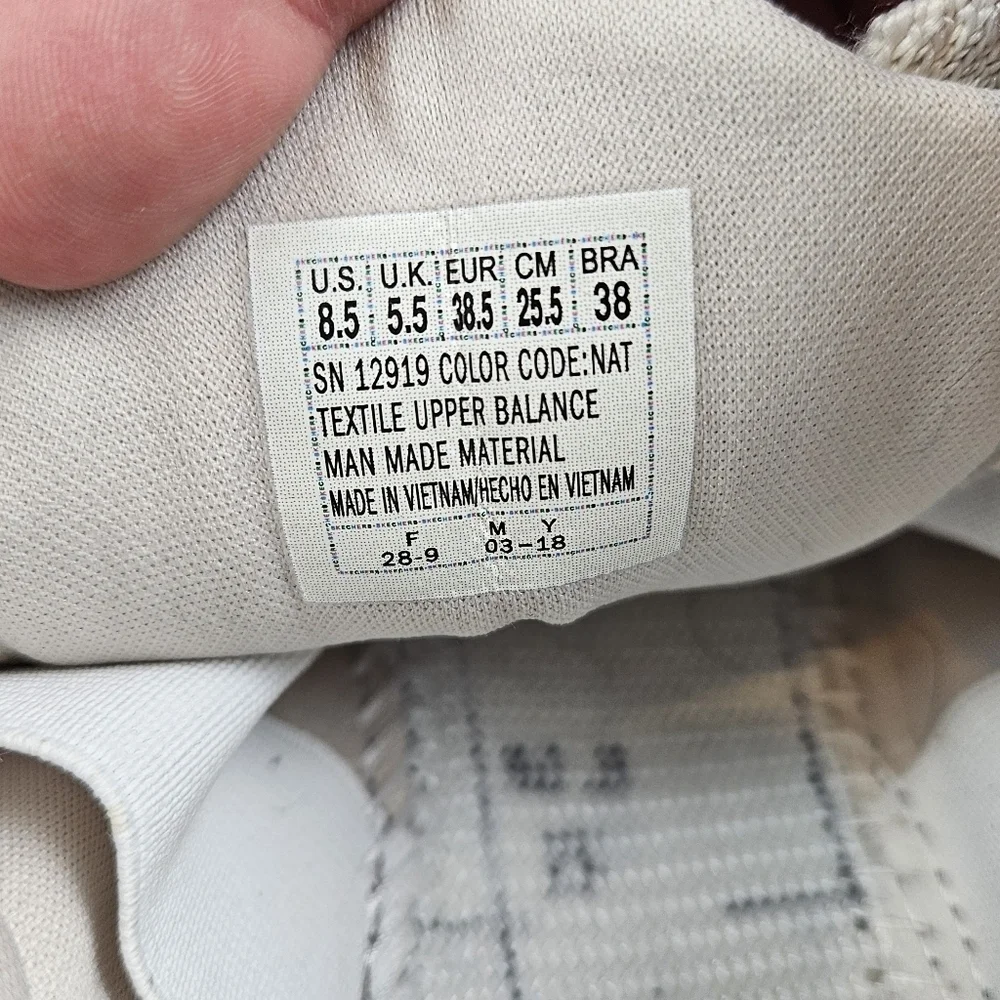 U.S. U.K. EUR CM BRA
8.5 5.5 38.5 25.5 38
SN 12919 COLOR CODE:NAT
TEXTILE UPPER BALANCE
MAN MADE MATERIAL
MADE IN VIETNAM/HECHO EN VIETNAM
F M Y
28-9 03-18